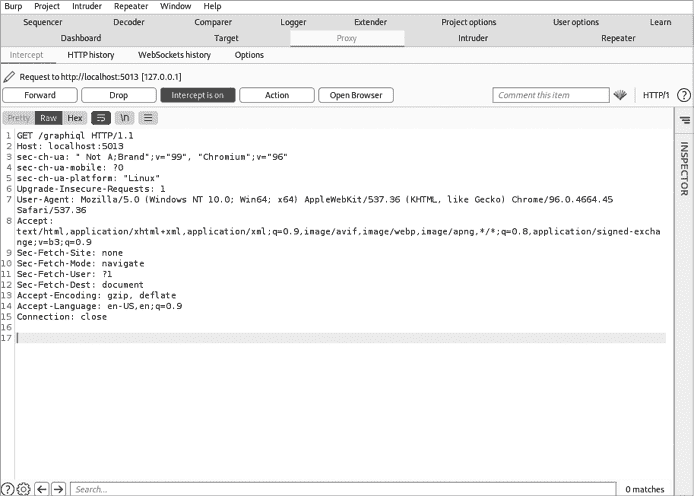 Burp Project Intruder Repeater Window Help
Sequencer Decoder Comparer Logger Extender Project options User options Learn
Dashboard Target Proxy Intruder Repeater
Intercept HTTP history WebSockets history Options
Request to http://localhost:5013 [127.0.0.1]
Forward Drop Intercept is on Action Open Browser Comment this item HTTP/1 ?
Pretty Raw Hex \n
INSPECTOR
1 GET /graphiql HTTP/1.1
2 Host: localhost:5013
3 sec-ch-ua: " Not A;Brand";v="99", "Chromium";v="96"
4 sec-ch-ua-mobile: ?0
5 sec-ch-ua-platform: "Linux"
6 Upgrade-Insecure-Requests: 1
7 User-Agent: Mozilla/5.0 (Windows NT 10.0; Win64; x64) AppleWebKit/537.36 (KHTML, like Gecko) Chrome/96.0.4664.45
Safari/537.36
8 Accept:
text/html,application/xhtml+xml,application/xml;q=0.9,image/avif,image/webp,image/apng,*/*;q=0.8,application/signed-excha
nge;v=b3;q=0.9
9 Sec-Fetch-Site: none
10 Sec-Fetch-Mode: navigate
11 Sec-Fetch-User: ?1
12 Sec-Fetch-Dest: document
13 Accept-Encoding: gzip, deflate
14 Accept-Language: en-US,en;q=0.9
15 Connection: close
16
17
? Search... 0 matches